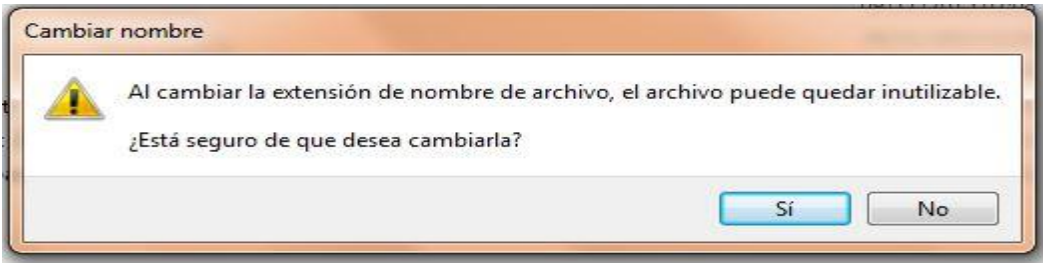 Cambiar nombre
Al cambiar la extensión de nombre de archivo, el archivo puede quedar inutilizable.
¿Está seguro de que desea cambiarla?
Sí No